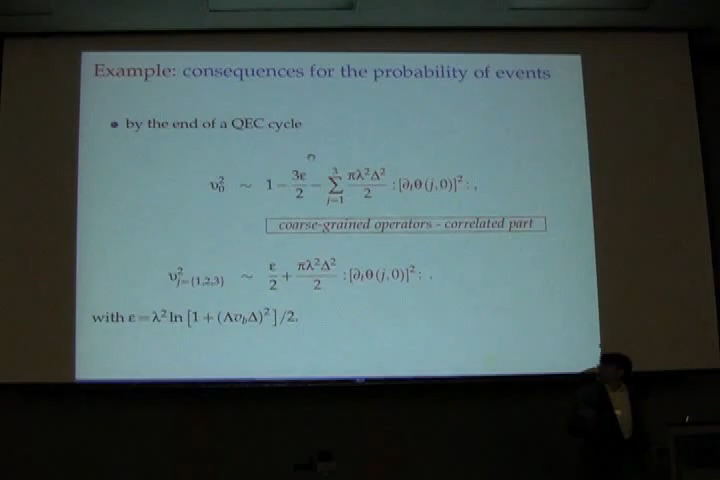 Example: consequences for the probability of events
• by the end of a QEC cycle
υ₀² ∼ 1 − 3ε/2 − ∑_{j=1}^{3} πλ²Δ²/2 : [∂ₜθ(j,0)]² : ,
coarse-grained operators - correlated part
υ²_{j={1,2,3}} ∼ ε/2 + πλ²Δ²/2 : [∂ₜθ(j,0)]² : .
with ε = λ² ln [1 + (Λv_bΔ)²] /2.